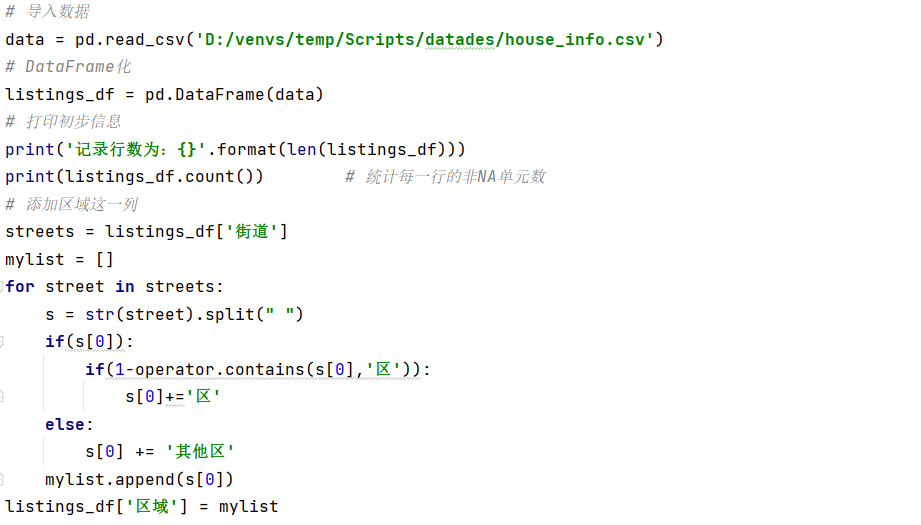 # 导入数据
data = pd.read_csv('D:/venvs/temp/Scripts/datades/house_info.csv')
# DataFrame化
listings_df = pd.DataFrame(data)
# 打印初步信息
print('记录行数为：{}'.format(len(listings_df)))
print(listings_df.count())        # 统计每一行的非NA单元数
# 添加区域这一列
streets = listings_df['街道']
mylist = []
for street in streets:
    s = str(street).split(" ")
    if(s[0]):
        if(1-operator.contains(s[0],'区')):
            s[0]+='区'
    else:
        s[0] += '其他区'
    mylist.append(s[0])
listings_df['区域'] = mylist